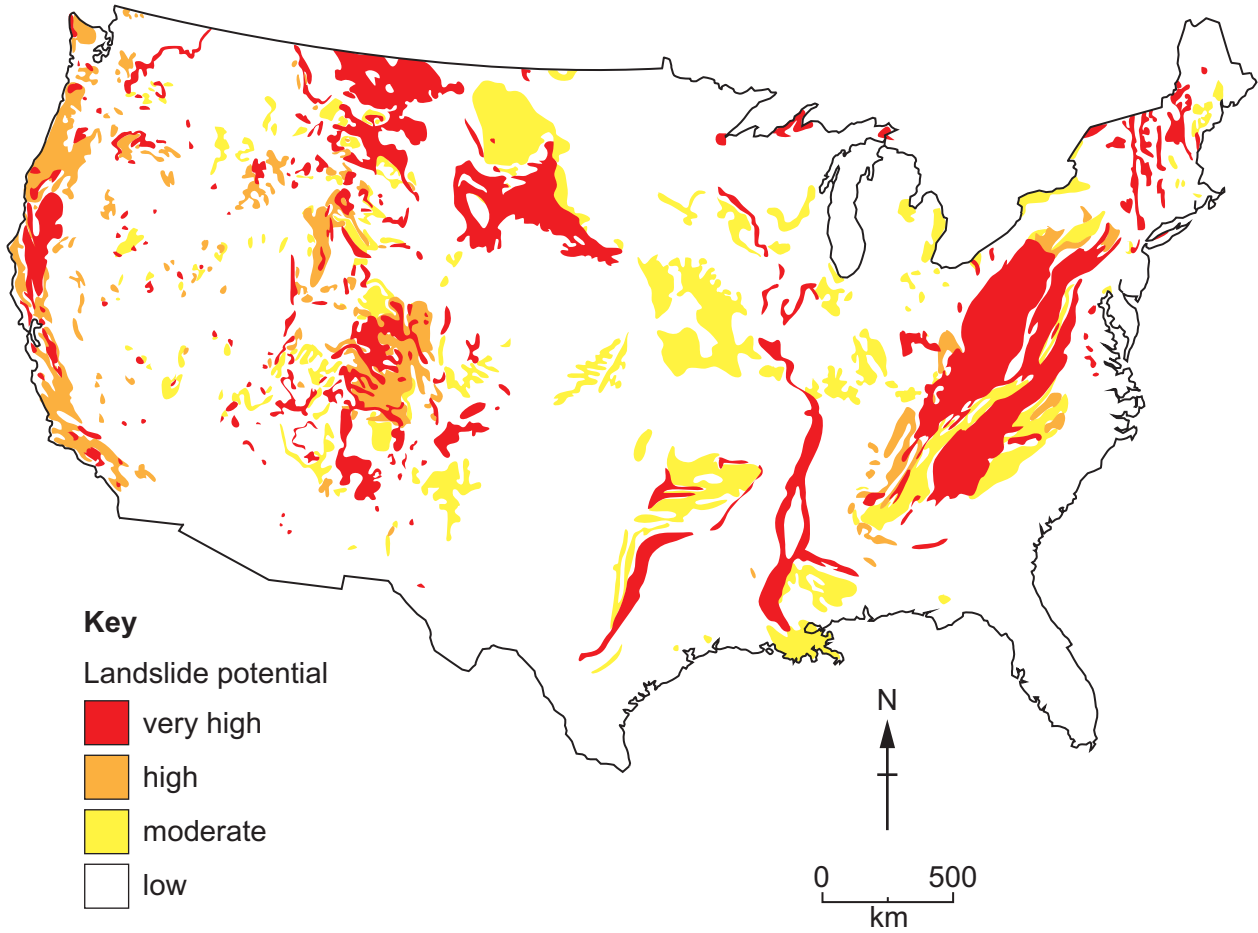 Key
Landslide potential
very high
high
moderate
low
N
0 500
km